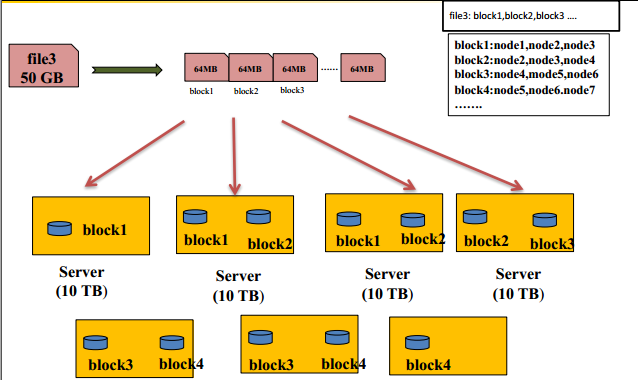 file3: block1,block2,block3 ....
file3
50 GB
64MB 64MB 64MB ...... 64MB
block1 block2 block3
block1:node1,node2,node3
block2:node2,node3,node4
block3:node4,mode5,node6
block4:node5,node6.node7
…….
block1
block1 block2
block1 block2
block2 block3
Server
(10 TB)
Server
(10 TB)
Server
(10 TB)
Server
(10 TB)
block3 block4
block3 block4
block4